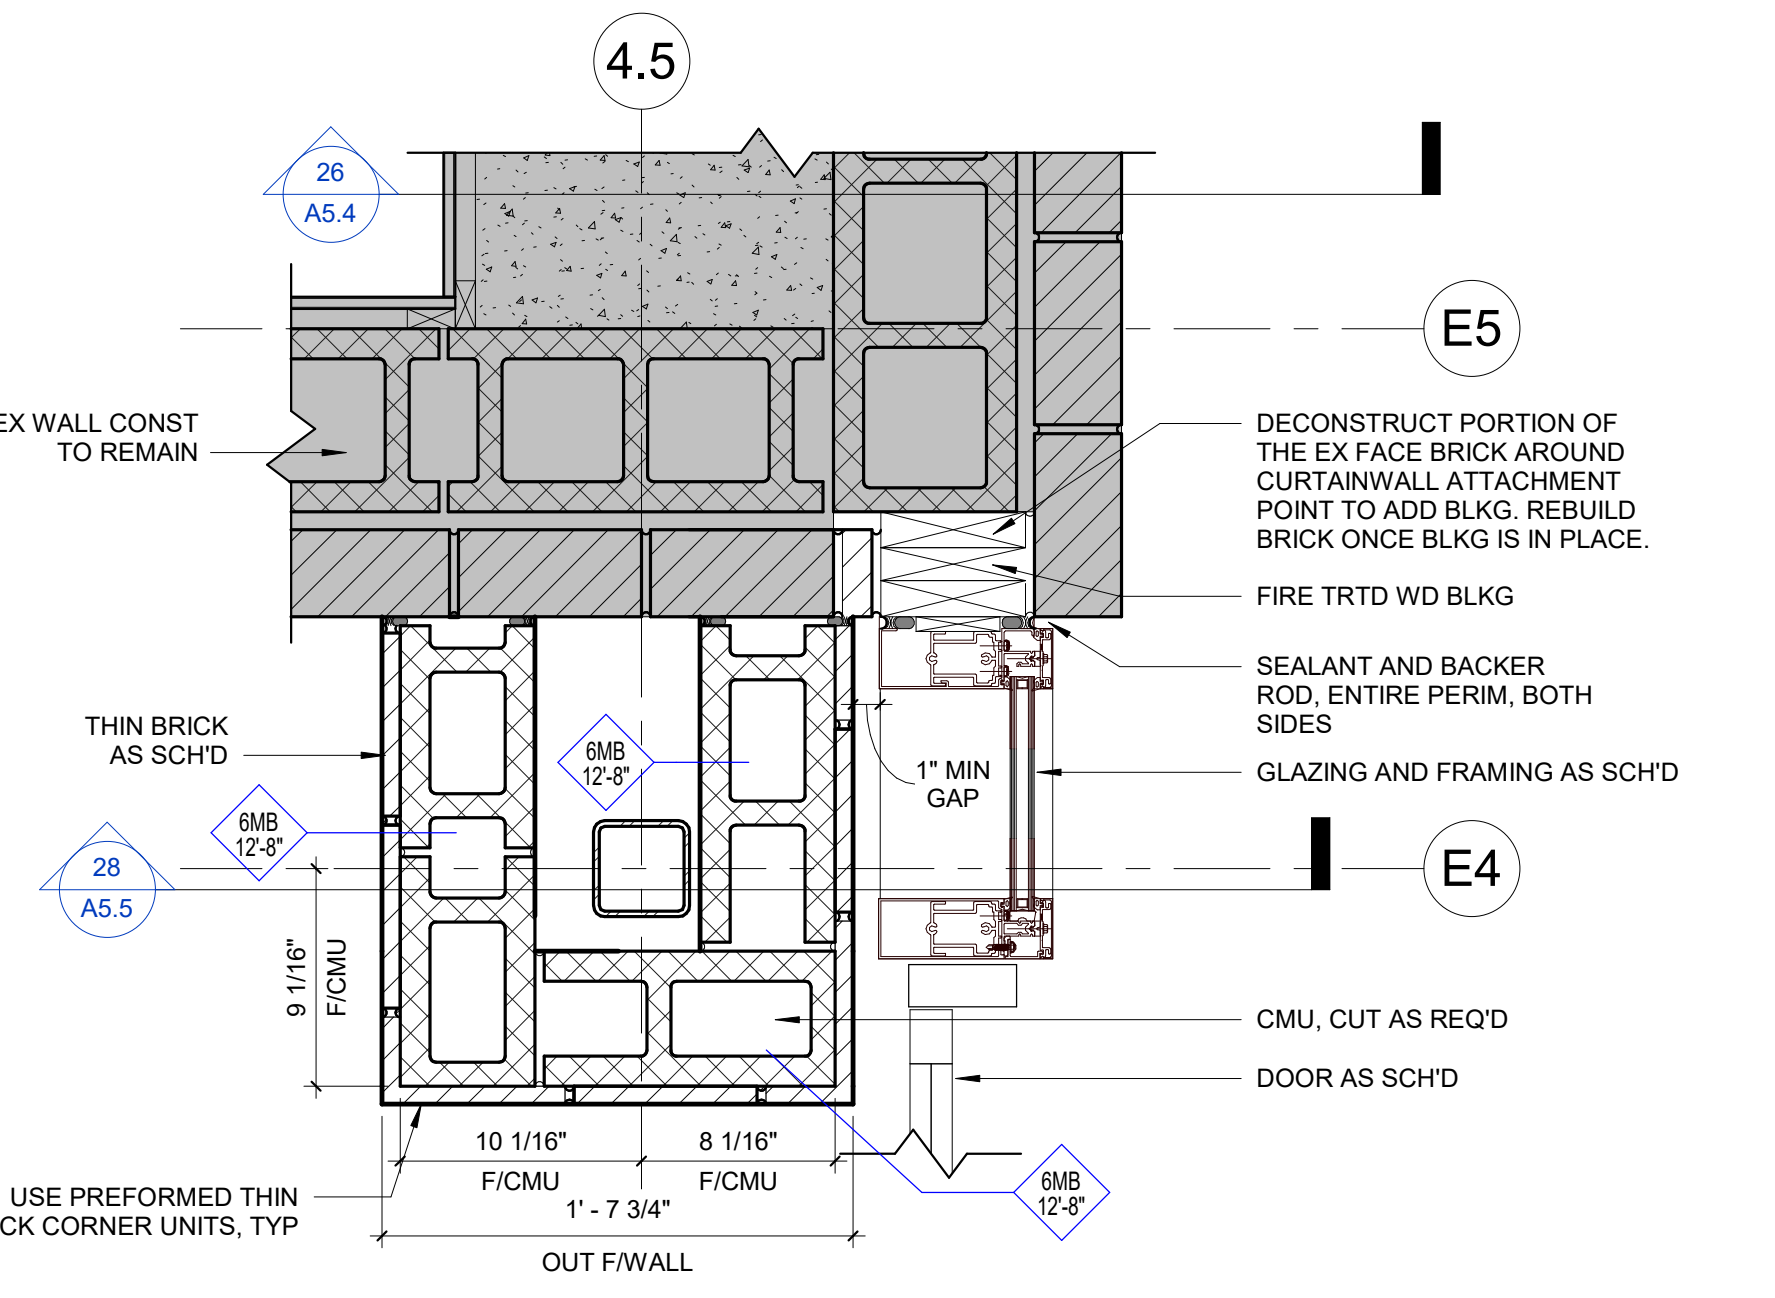 4.5
26
A5.4
E5
EX WALL CONST
TO REMAIN
DECONSTRUCT PORTION OF
THE EX FACE BRICK AROUND
CURTAINWALL ATTACHMENT
POINT TO ADD BLKG. REBUILD
BRICK ONCE BLKG IS IN PLACE.
FIRE TRTD WD BLKG
SEALANT AND BACKER
ROD, ENTIRE PERIM, BOTH
SIDES
THIN BRICK
AS SCH'D
6MB
12'-8"
1" MIN
GAP
GLAZING AND FRAMING AS SCH'D
6MB
12'-8"
28
A5.5
E4
9 1/16"
F/CMU
CMU, CUT AS REQ'D
DOOR AS SCH'D
10 1/16"
F/CMU
8 1/16"
F/CMU
1' - 7 3/4"
OUT F/WALL
6MB
12'-8"
USE PREFORMED THIN
CK CORNER UNITS, TYP